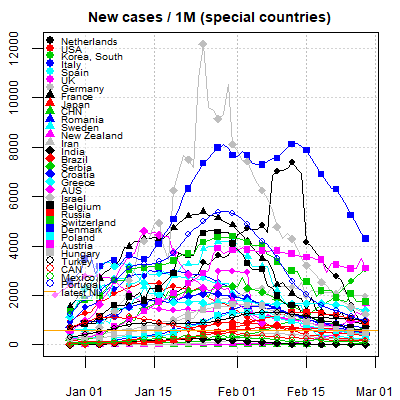 New cases / 1M (special countries)
12000
10000
8000
6000
4000
2000
0
Netherlands
USA
Korea, South
Italy
Spain
UK
Germany
France
Japan
CHN
Romania
Sweden
New Zealand
Iran
India
Brazil
Serbia
Croatia
Greece
AUS
Israel
Belgium
Russia
Switzerland
Denmark
Poland
Austria
Hungary
Turkey
CAN
Mexico
Portugal
latest NL
Jan 01
Jan 15
Feb 01
Feb 15
Mar 01